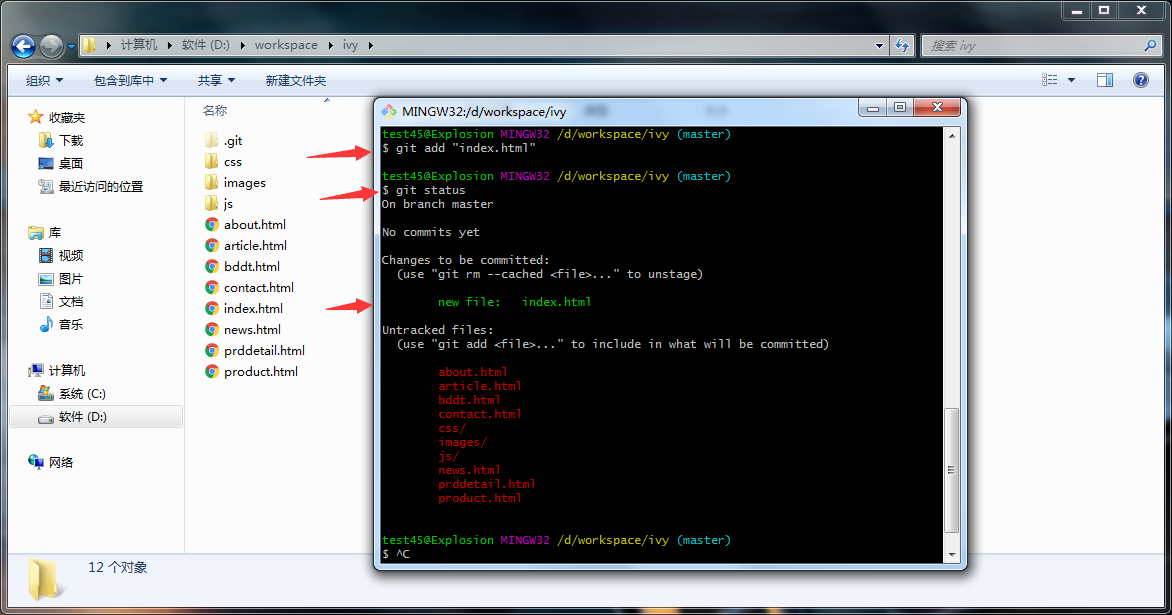 计算机 软件 (D:) workspace ivy
搜索 ivy
组织 包含到库中 共享 新建文件夹
收藏夹
下载
桌面
最近访问的位置
库
视频
图片
文档
音乐
计算机
系统 (C:)
软件 (D:)
网络
名称
.git
css
images
js
about.html
article.html
bddt.html
contact.html
index.html
news.html
prddetail.html
product.html
12 个对象
MINGW32:/d/workspace/ivy
test45@Explosion MINGW32 /d/workspace/ivy (master)
$ git add "index.html"
test45@Explosion MINGW32 /d/workspace/ivy (master)
$ git status
On branch master
No commits yet
Changes to be committed:
(use "git rm --cached <file>..." to unstage)
new file: index.html
Untracked files:
(use "git add <file>..." to include in what will be committed)
about.html
article.html
bddt.html
contact.html
css/
images/
js/
news.html
prddetail.html
product.html
test45@Explosion MINGW32 /d/workspace/ivy (master)
$ ^C